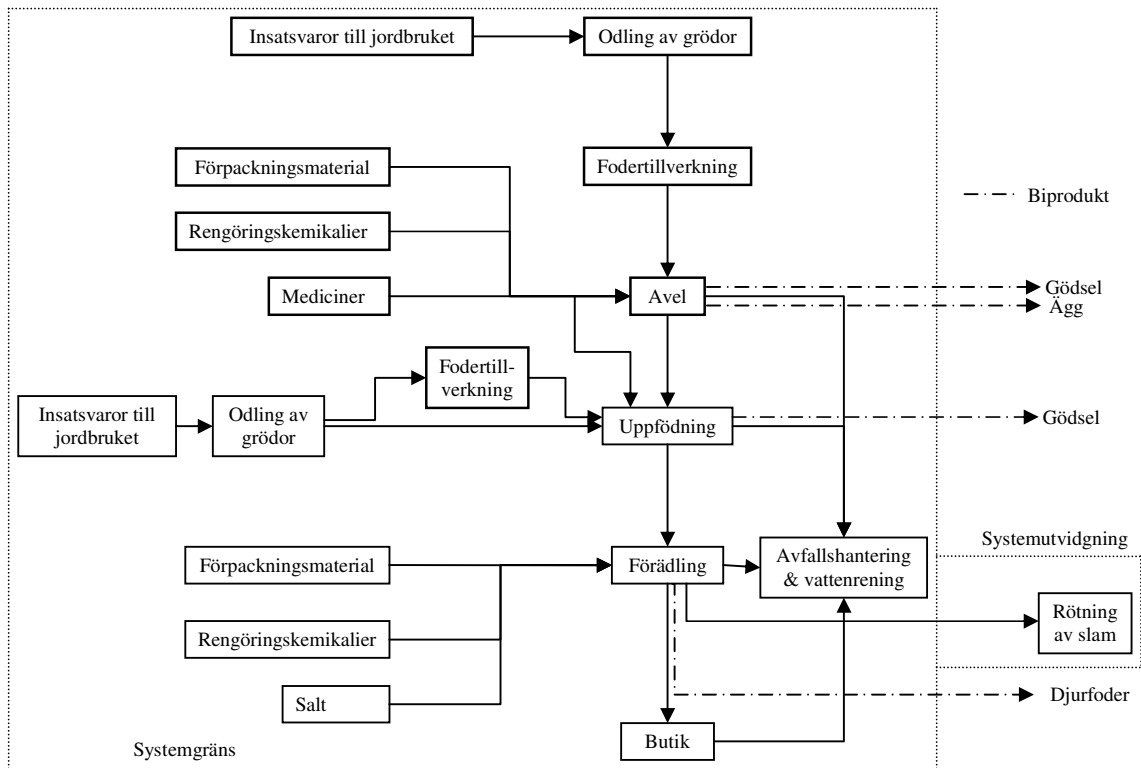 Insatsvaror till jordbruket
Odling av grödor
Förpackningsmaterial
Fodertillverkning
Biprodukt
Rengöringskemikalier
Mediciner
Avel
Gödsel
Ägg
Fodertill-
verkning
Insatsvaror till
jordbruket
Odling av
grödor
Uppfödning
Gödsel
Systemutvidgning
Förpackningsmaterial
Förädling
Avfallshantering
& vattenrening
Rötning
av slam
Rengöringskemikalier
Salt
Djurfoder
Butik
Systemgräns